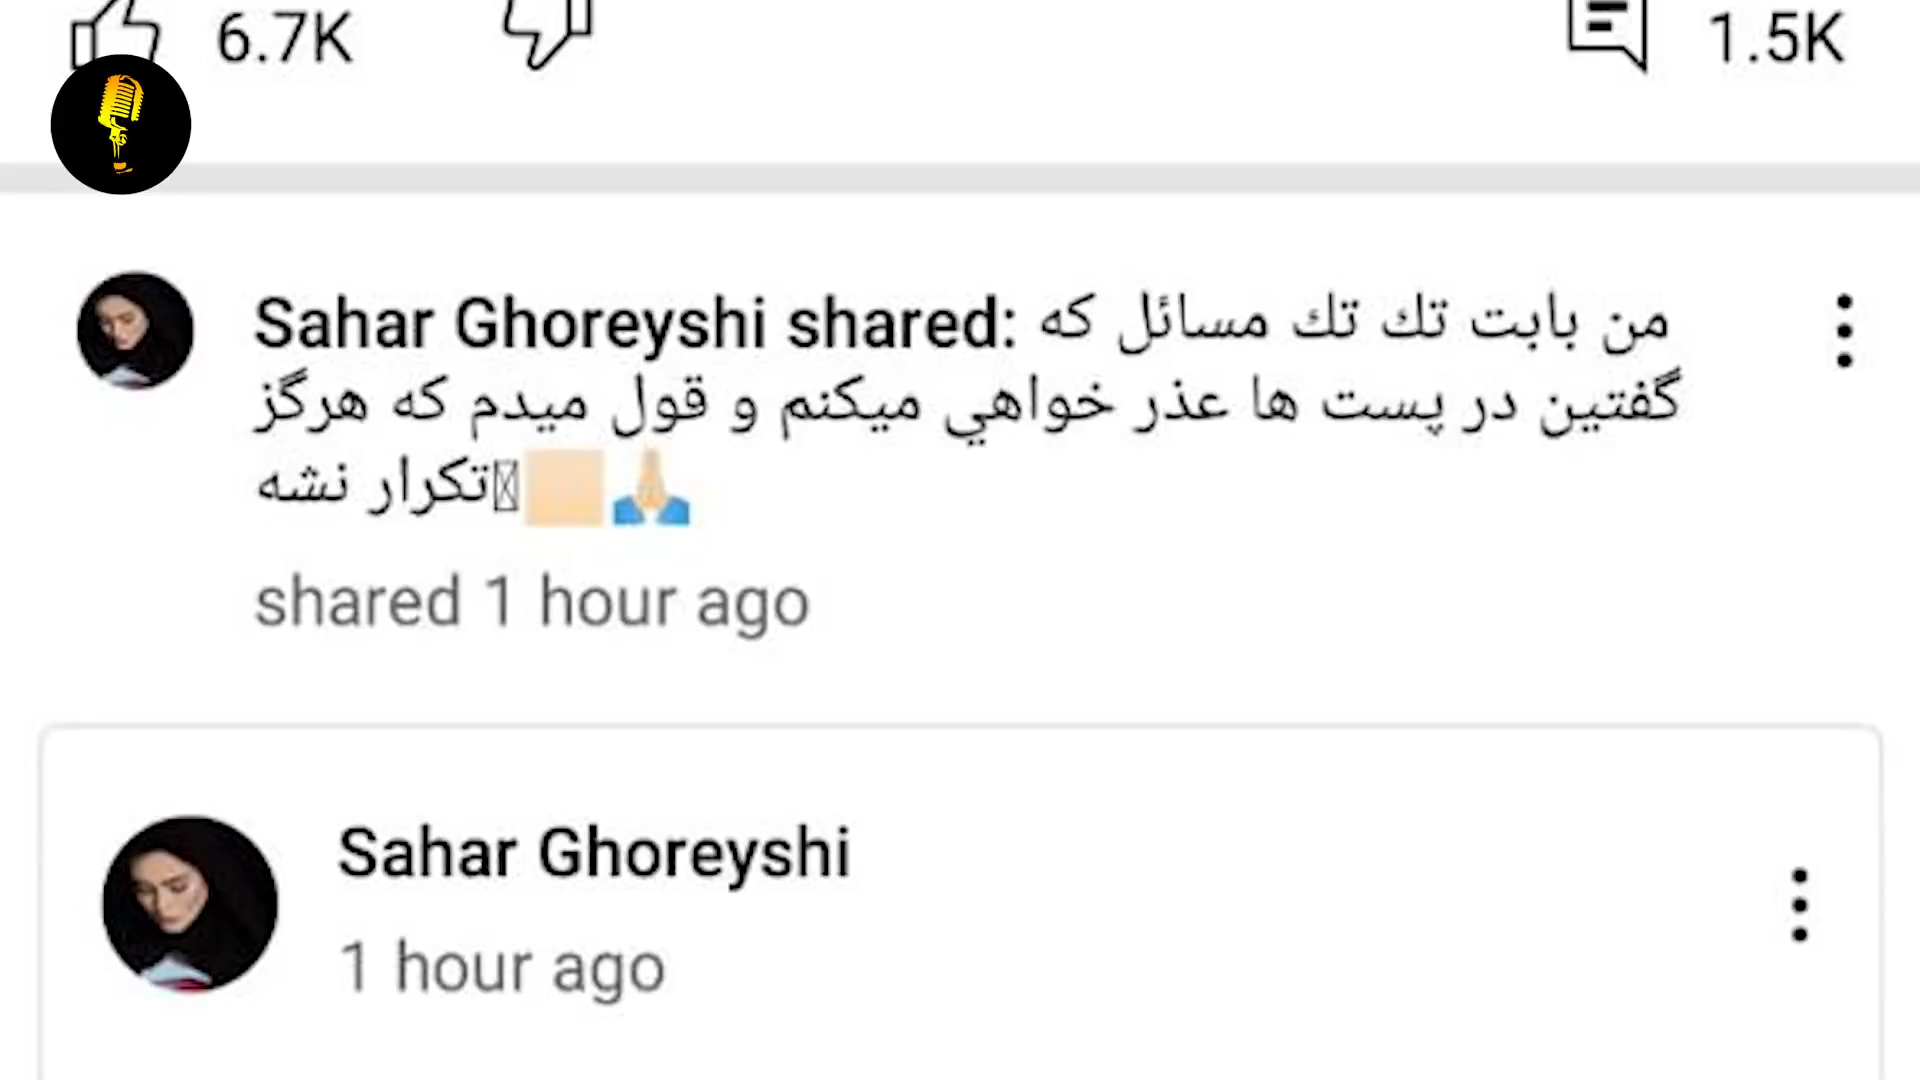 6.7K
1.5K
Sahar Ghoreyshi shared: من بابت تك تك مسائل كه
گفتين در پست ها عذر خواهي ميكنم و قول ميدم كه هرگز
تكرار نشه🏻🙏🏻
shared 1 hour ago
Sahar Ghoreyshi
1 hour ago